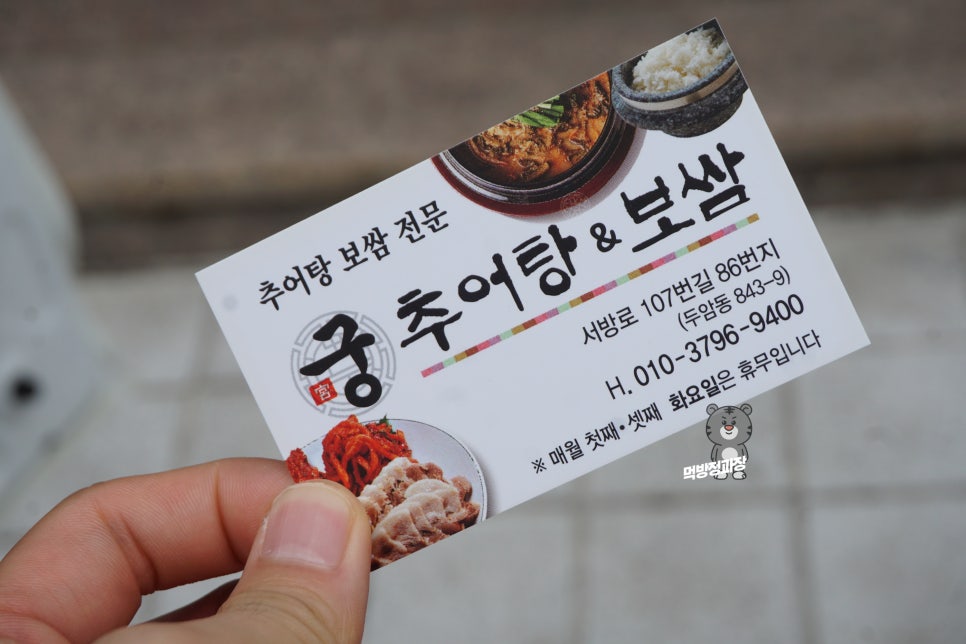 추어탕 보쌈 전문
궁 추어탕 & 보쌈
宮
서방로 107번길 86번지
(두암동 843-9)
H. 010-3796-9400
※ 매월 첫째•셋째 화요일은 휴무입니다
먹방정과장